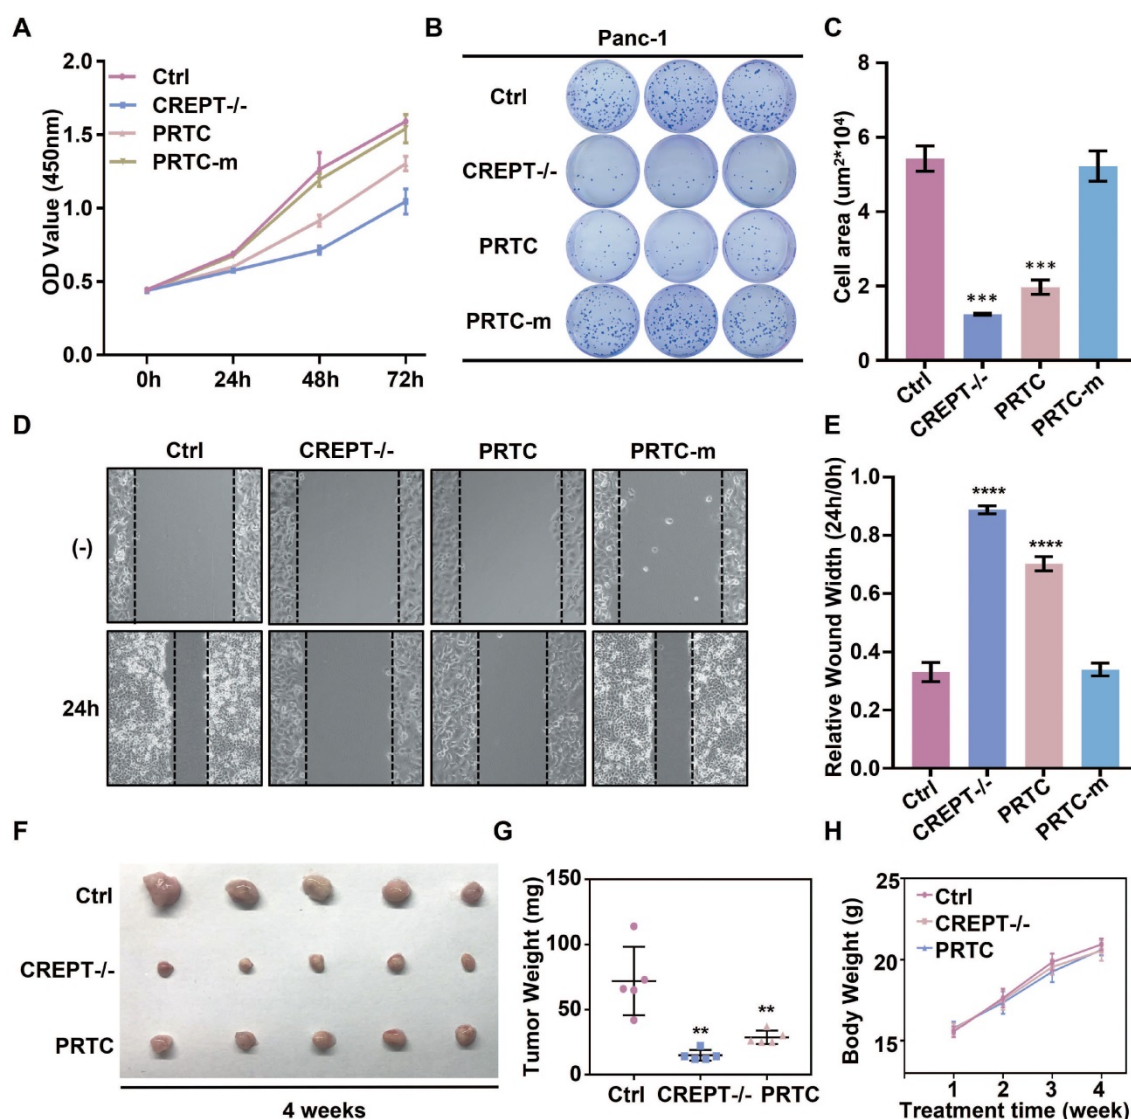 A
2.0
1.5
1.0
0.5
0.0
OD Value (450nm)
Ctrl
CREPT-/-
PRTC
PRTC-m
0h 24h 48h 72h
B
Panc-1
Ctrl
CREPT-/-
PRTC
PRTC-m
C
8
6
4
2
0
Cell area (um²*10⁴)
***
***
Ctrl
CREPT-/-
PRTC
PRTC-m
D
Ctrl CREPT-/- PRTC PRTC-m
(-)
24h
E
1.0
0.8
0.6
0.4
0.2
0.0
Relative Wound Width (24h/0h)
****
****
Ctrl
CREPT-/-
PRTC
PRTC-m
F
Ctrl
CREPT-/-
PRTC
4 weeks
G
150
100
50
0
Tumor Weight (mg)
**
**
Ctrl CREPT-/- PRTC
H
25
20
15
Body Weight (g)
Ctrl
CREPT-/-
PRTC
1 2 3 4
Treatment time (week)